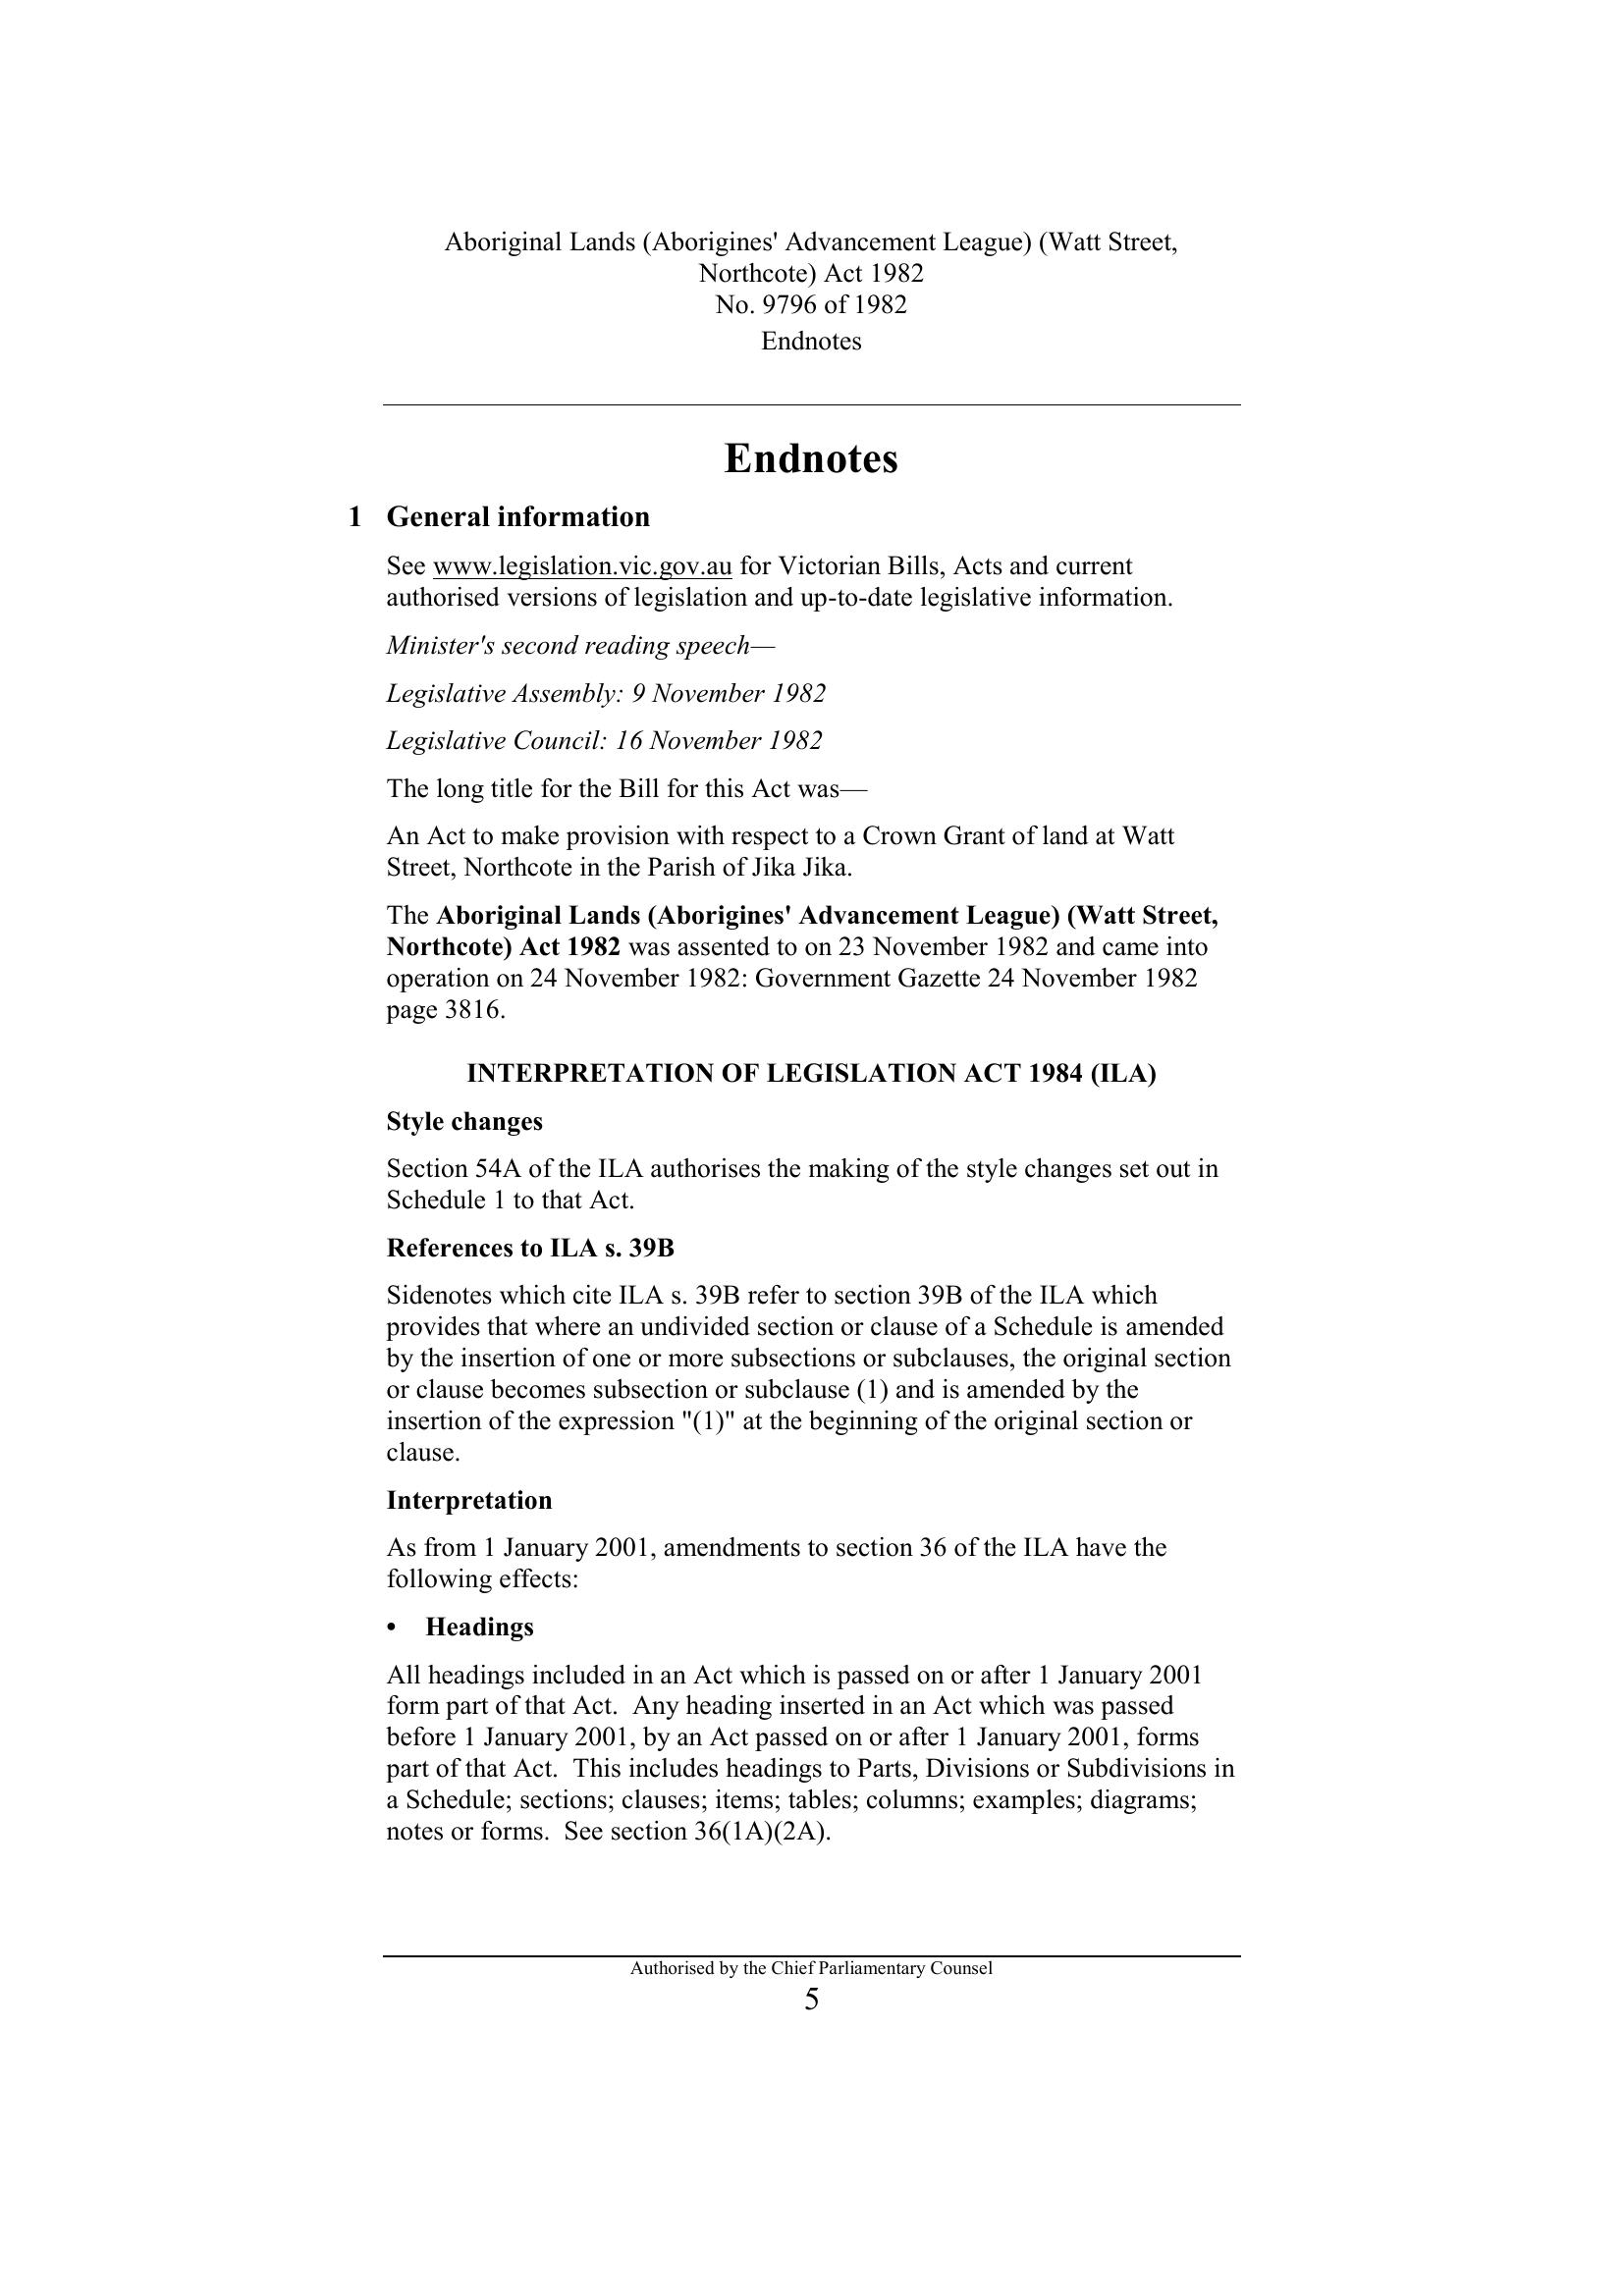 Aboriginal Lands (Aborigines' Advancement League) (Watt Street,
Northcote) Act 1982
No. 9796 of 1982
Endnotes
Endnotes
1 General information
See www.legislation.vic.gov.au for Victorian Bills, Acts and current
authorised versions of legislation and up-to-date legislative information.
Minister's second reading speech—
Legislative Assembly: 9 November 1982
Legislative Council: 16 November 1982
The long title for the Bill for this Act was—
An Act to make provision with respect to a Crown Grant of land at Watt
Street, Northcote in the Parish of Jika Jika.
The Aboriginal Lands (Aborigines' Advancement League) (Watt Street,
Northcote) Act 1982 was assented to on 23 November 1982 and came into
operation on 24 November 1982: Government Gazette 24 November 1982
page 3816.
INTERPRETATION OF LEGISLATION ACT 1984 (ILA)
Style changes
Section 54A of the ILA authorises the making of the style changes set out in
Schedule 1 to that Act.
References to ILA s. 39B
Sidenotes which cite ILA s. 39B refer to section 39B of the ILA which
provides that where an undivided section or clause of a Schedule is amended
by the insertion of one or more subsections or subclauses, the original section
or clause becomes subsection or subclause (1) and is amended by the
insertion of the expression "(1)" at the beginning of the original section or
clause.
Interpretation
As from 1 January 2001, amendments to section 36 of the ILA have the
following effects:
• Headings
All headings included in an Act which is passed on or after 1 January 2001
form part of that Act. Any heading inserted in an Act which was passed
before 1 January 2001, by an Act passed on or after 1 January 2001, forms
part of that Act. This includes headings to Parts, Divisions or Subdivisions in
a Schedule; sections; clauses; items; tables; columns; examples; diagrams;
notes or forms. See section 36(1A)(2A).
Authorised by the Chief Parliamentary Counsel
5